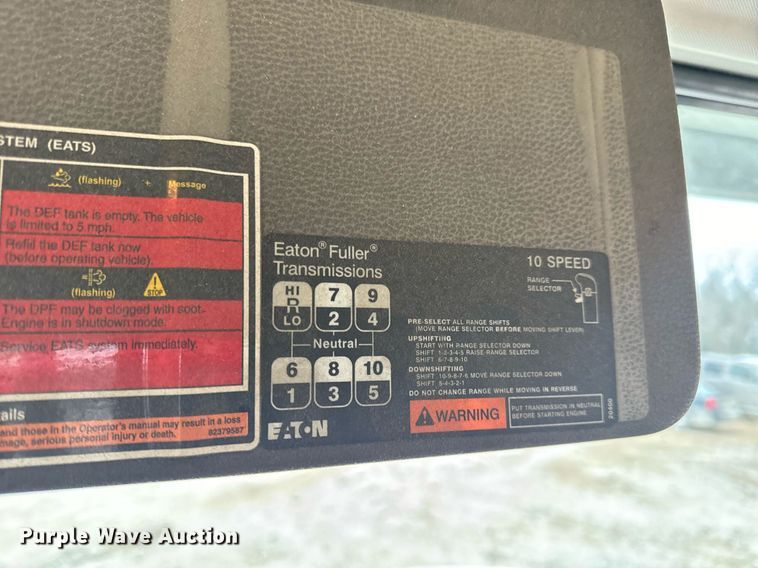 STEM (EATS)
(flashing) + Message
The DEF tank is empty. The vehicle
is limited to 5 mph.
Refill the DEF tank now
(before operating vehicle).
(flashing) STOP
The DPF may be clogged with soot-
Engine is in shutdown mode.
Service EATS system immediately.
ails
and those in the Operator's manual may result in a loss
mage, serious personal injury or death. 82379587
Eaton® Fuller®
Transmissions
10 SPEED
RANGE
SELECTOR
HI 7 9
R
LO 2 4
Neutral
6 8 10
1 3 5
EATON
PRE-SELECT ALL RANGE SHIFTS
(MOVE RANGE SELECTOR BEFORE MOVING SHIFT LEVER)
UPSHIFTING
START WITH RANGE SELECTOR DOWN
SHIFT 1-2-3-4-5 RAISE RANGE SELECTOR
SHIFT 6-7-8-9-10
DOWNSHIFTING
SHIFT 10-9-8-7-6 MOVE RANGE SELECTOR DOWN
SHIFT 5-4-3-2-1
DO NOT CHANGE RANGE WHILE MOVING IN REVERSE
WARNING
PUT TRANSMISSION IN NEUTRAL
BEFORE STARTING ENGINE
20460
Purple Wave Auction